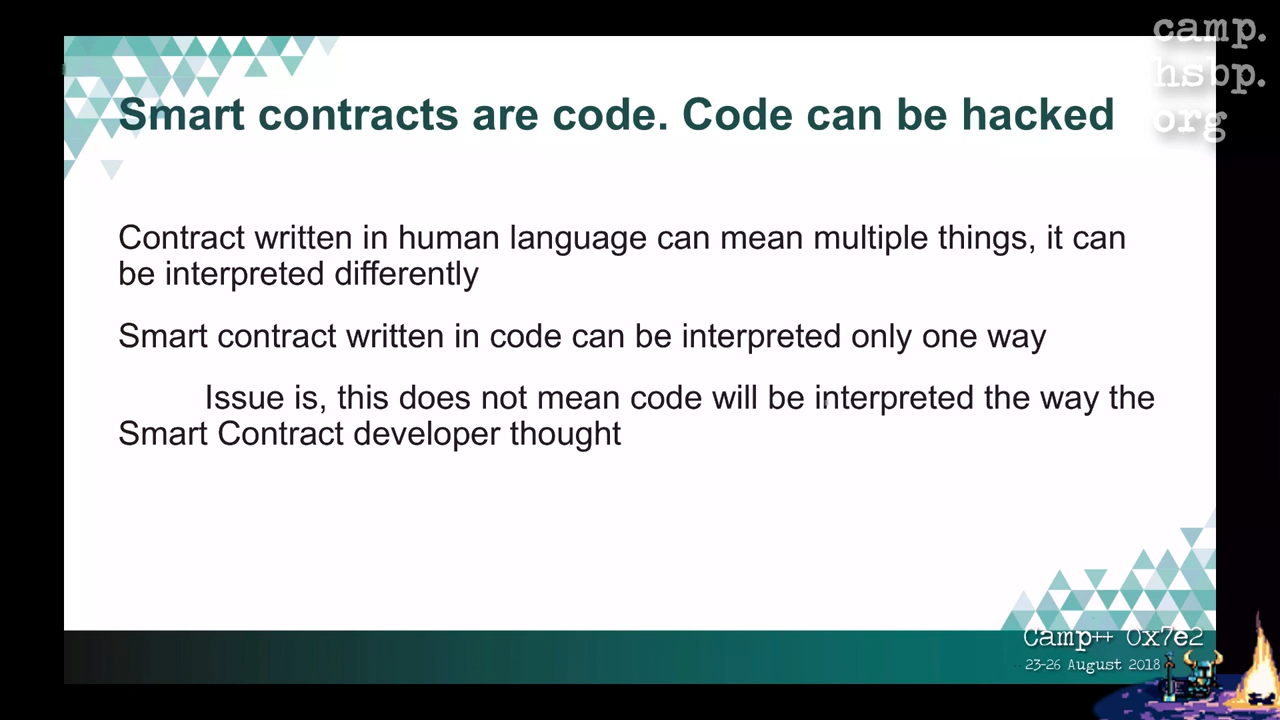 camp.
hsbp.
org
Smart contracts are code. Code can be hacked
Contract written in human language can mean multiple things, it can
be interpreted differently
Smart contract written in code can be interpreted only one way
Issue is, this does not mean code will be interpreted the way the
Smart Contract developer thought
Camp++ 0x7e2
23-26 August 2018